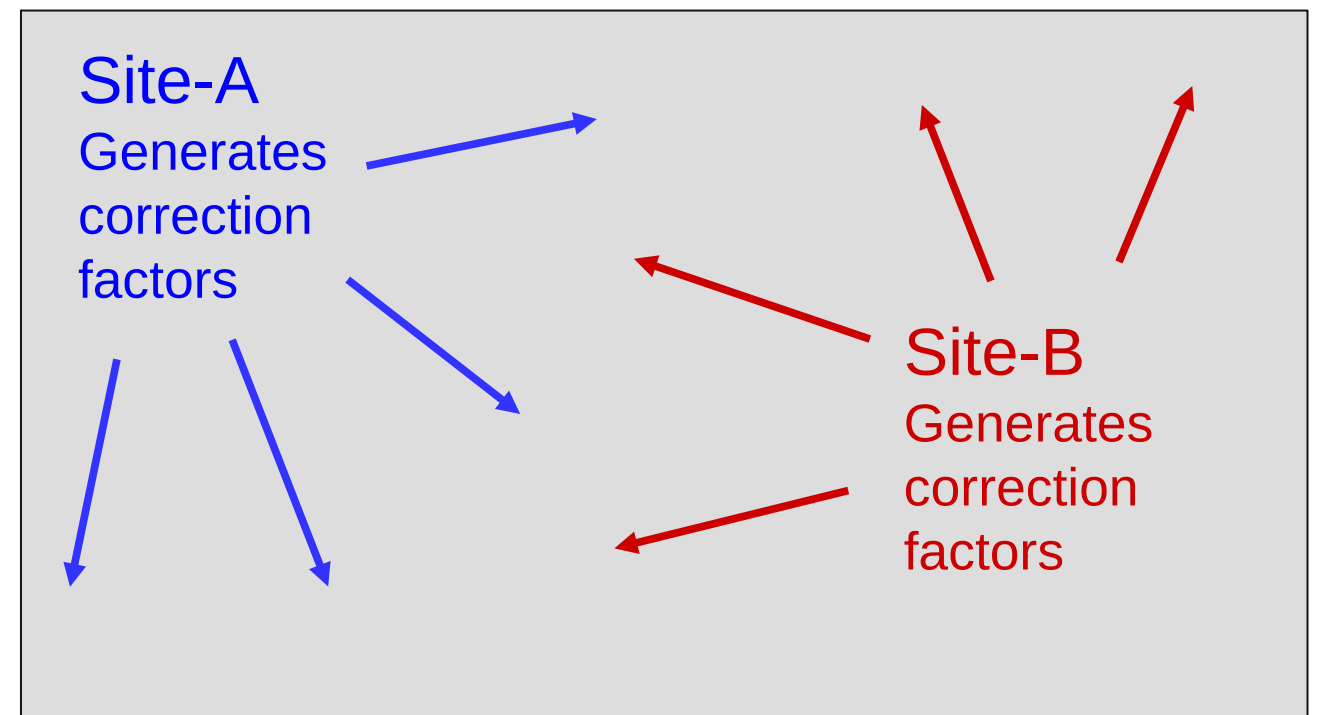 Site-A
Generates
correction
factors
Site-B
Generates
correction
factors